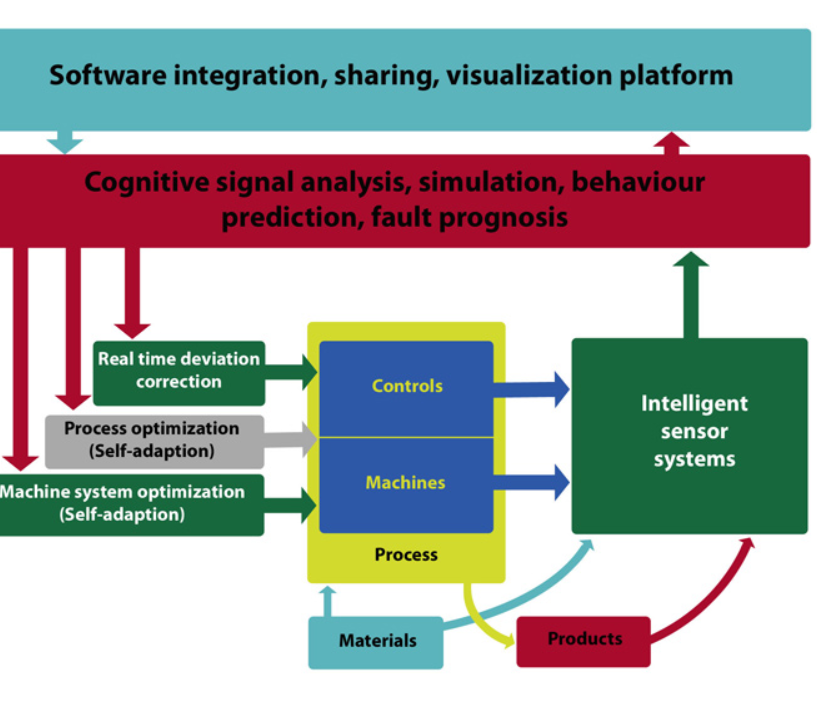 Software integration, sharing, visualization platform
Cognitive signal analysis, simulation, behaviour
prediction, fault prognosis
Real time deviation
correction
Process optimization
(Self-adaption)
Machine system optimization
(Self-adaption)
Controls
Machines
Process
Intelligent
sensor
systems
Materials
Products